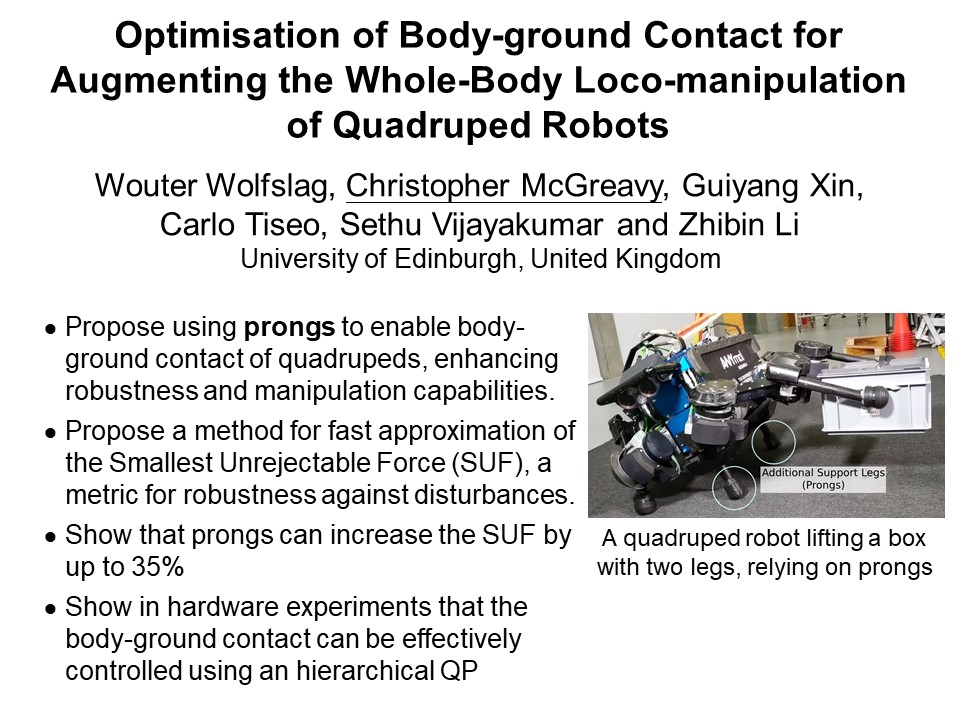 Optimisation of Body-ground Contact for
Augmenting the Whole-Body Loco-manipulation
of Quadruped Robots
Wouter Wolfslag, Christopher McGreavy, Guiyang Xin,
Carlo Tiseo, Sethu Vijayakumar and Zhibin Li
University of Edinburgh, United Kingdom
● Propose using prongs to enable body-
ground contact of quadrupeds, enhancing
robustness and manipulation capabilities.
● Propose a method for fast approximation of
the Smallest Unrejectable Force (SUF), a
metric for robustness against disturbances.
● Show that prongs can increase the SUF by
up to 35%
● Show in hardware experiments that the
body-ground contact can be effectively
controlled using an hierarchical QP
ANYmal
Additional Support Legs
(Prongs)
A quadruped robot lifting a box
with two legs, relying on prongs